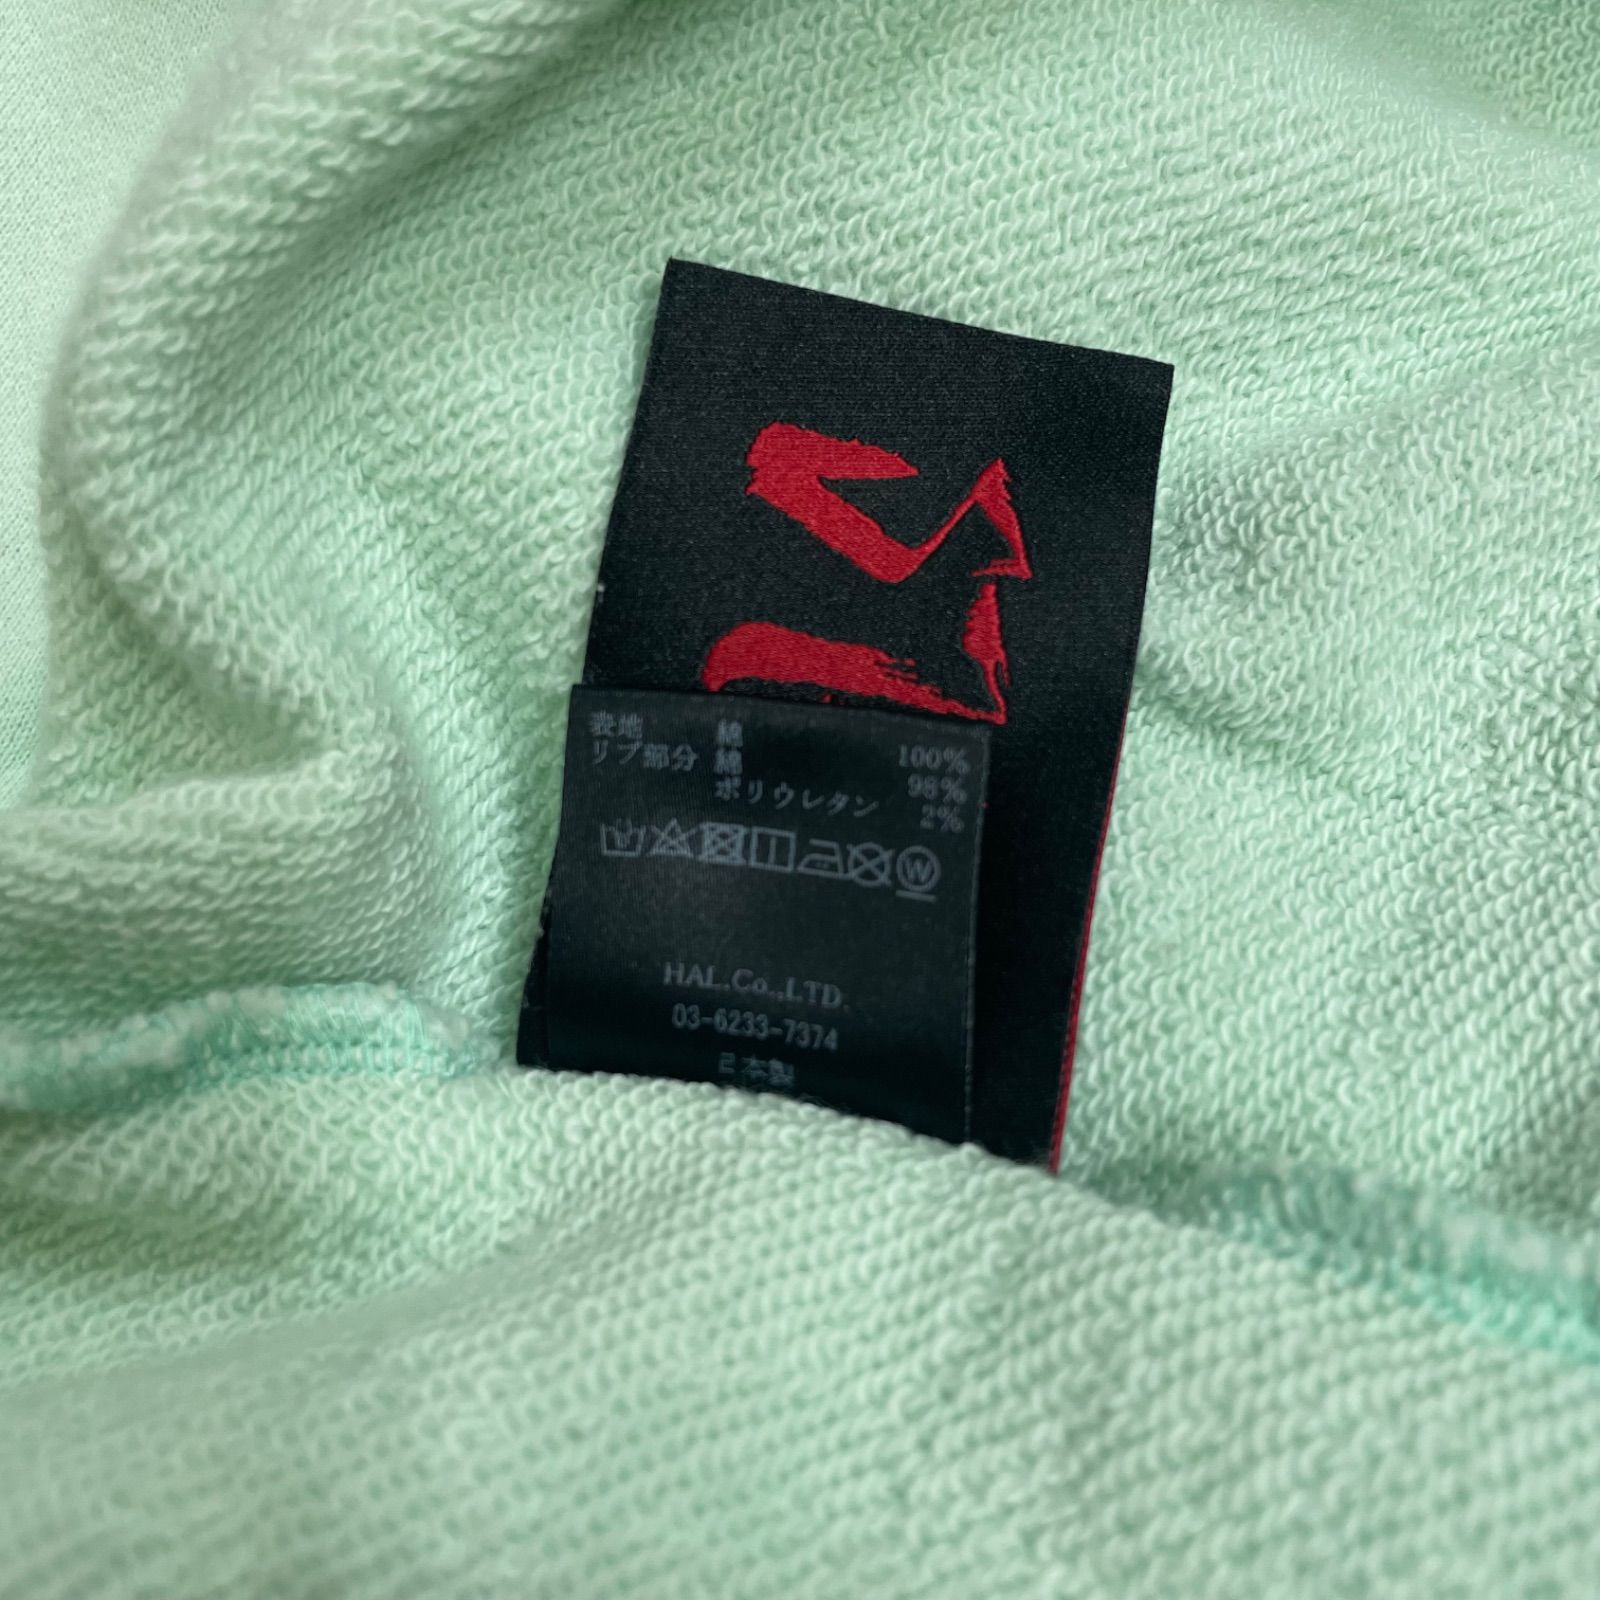 表地 綿 100%
リブ部分 綿 98%
ポリウレタン 2%
W
HAL.Co.,LTD.
03-6233-7374
日本製